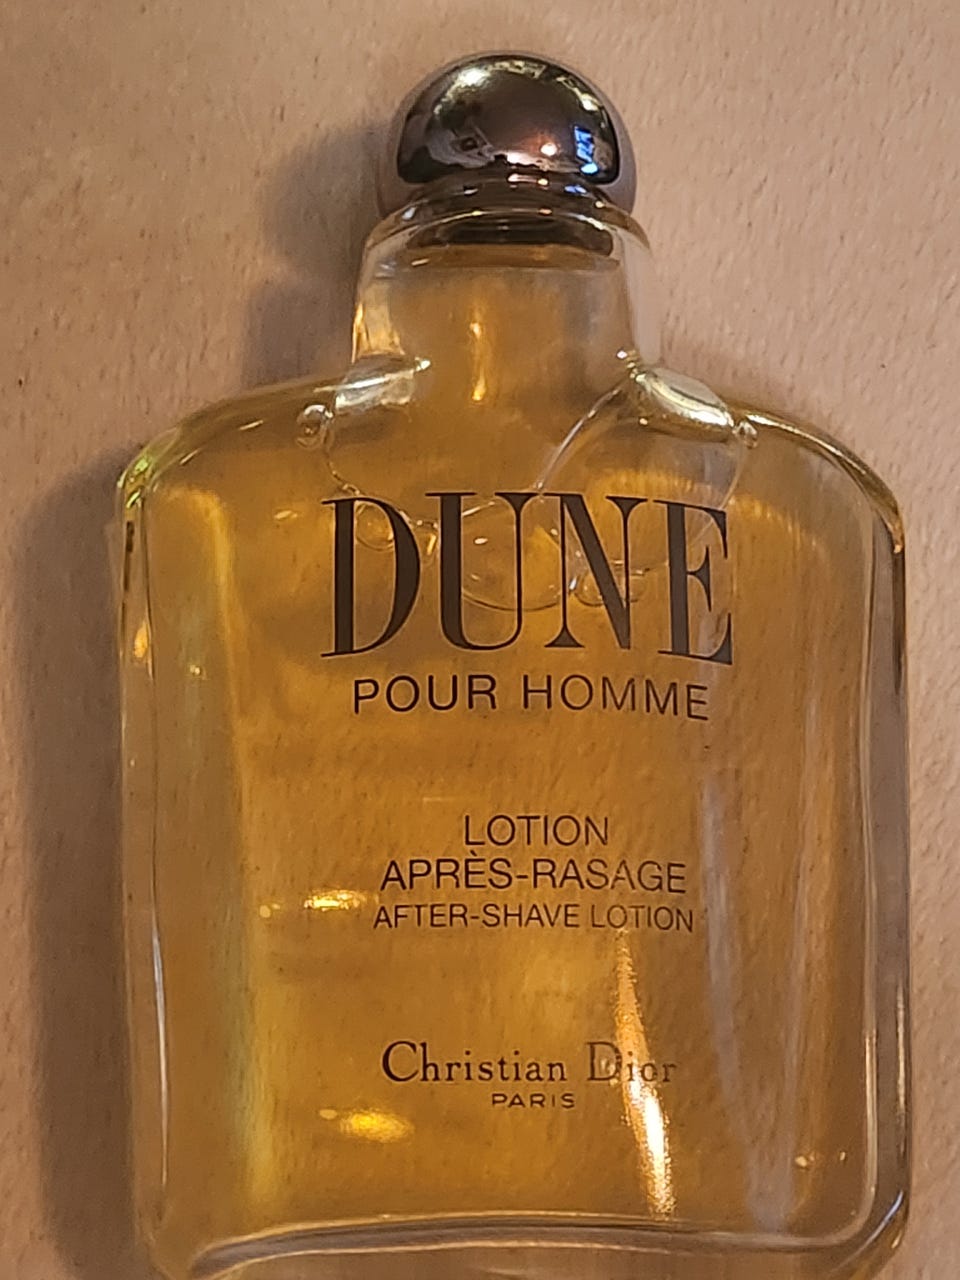 DUNE
POUR HOMME
LOTION
APRÈS-RASAGE
AFTER-SHAVE LOTION
Christian Dior
PARIS